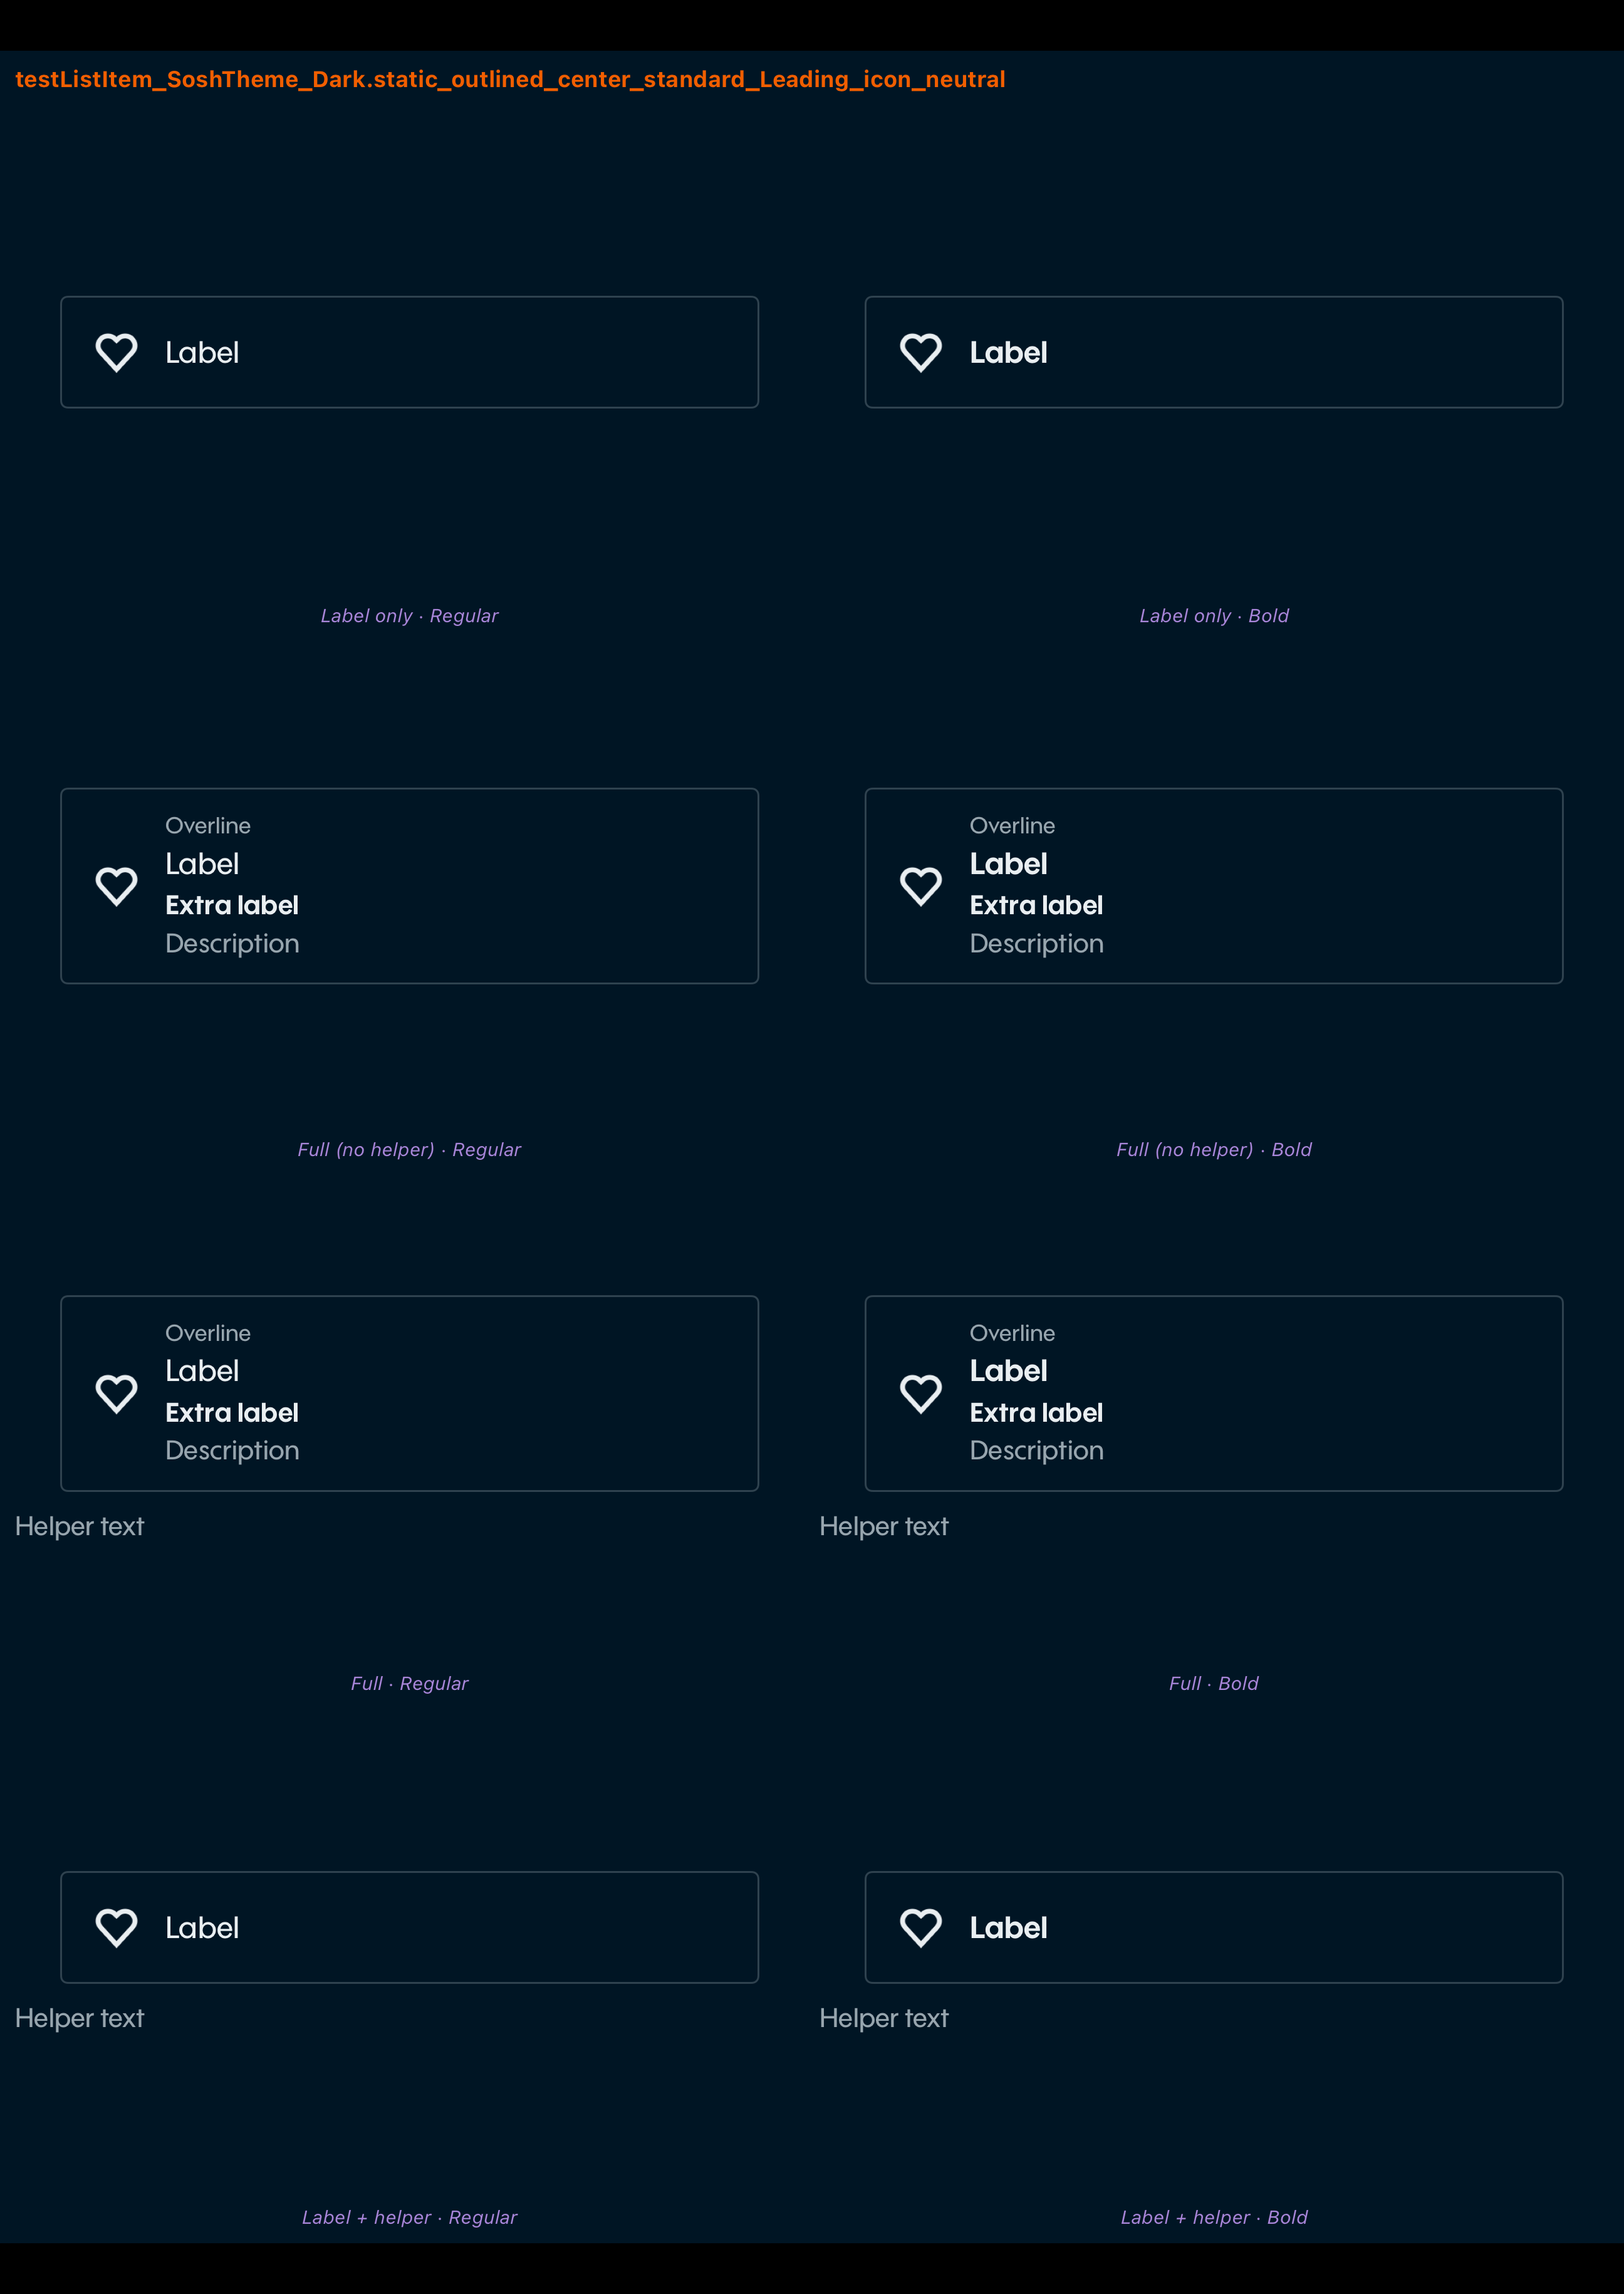 testListItem_SoshTheme_Dark.static_outlined_center_standard_Leading_icon_neutral
Label
Label
Label only · Regular
Label only · Bold
Overline
Label
Extra label
Description
Overline
Label
Extra label
Description
Full (no helper) · Regular
Full (no helper) · Bold
Overline
Label
Extra label
Description
Helper text
Overline
Label
Extra label
Description
Helper text
Full · Regular
Full · Bold
Label
Helper text
Label
Helper text
Label + helper · Regular
Label + helper · Bold